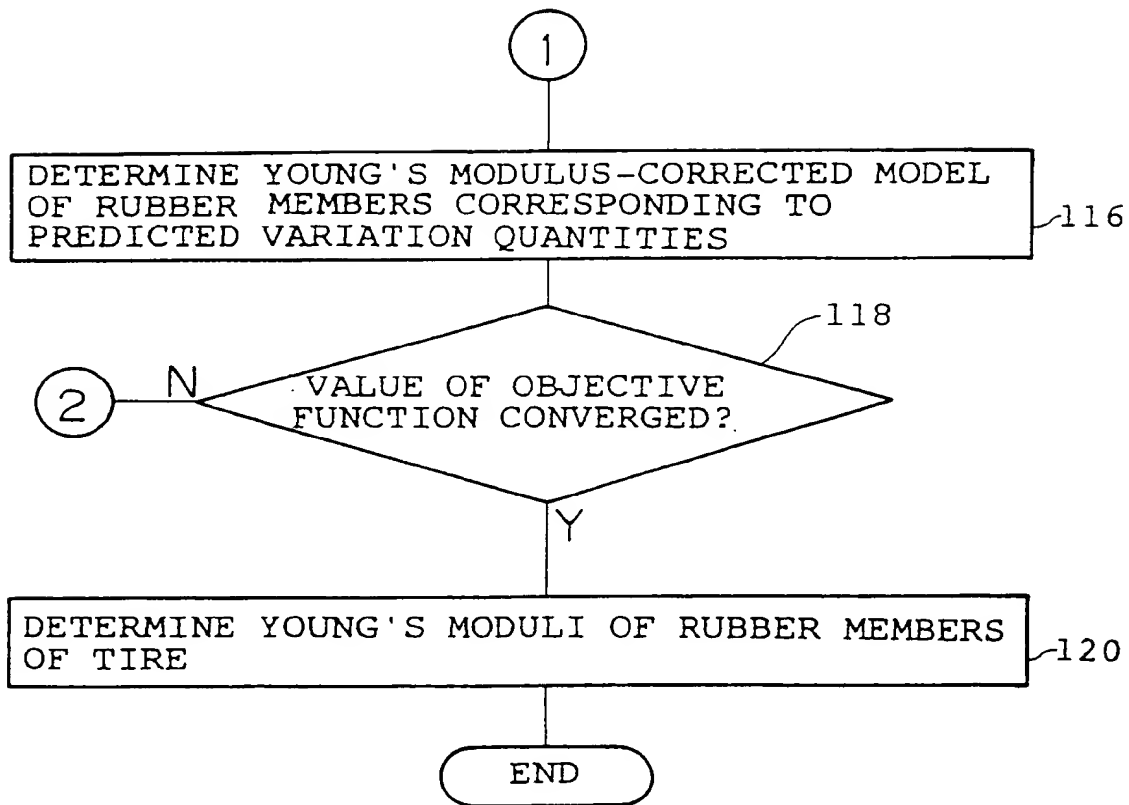 1
DETERMINE YOUNG'S MODULUS-CORRECTED MODEL
OF RUBBER MEMBERS CORRESPONDING TO
PREDICTED VARIATION QUANTITIES
116
118
2
N
VALUE OF OBJECTIVE
FUNCTION CONVERGED?
Y
DETERMINE YOUNG'S MODULI OF RUBBER MEMBERS
OF TIRE
120
END